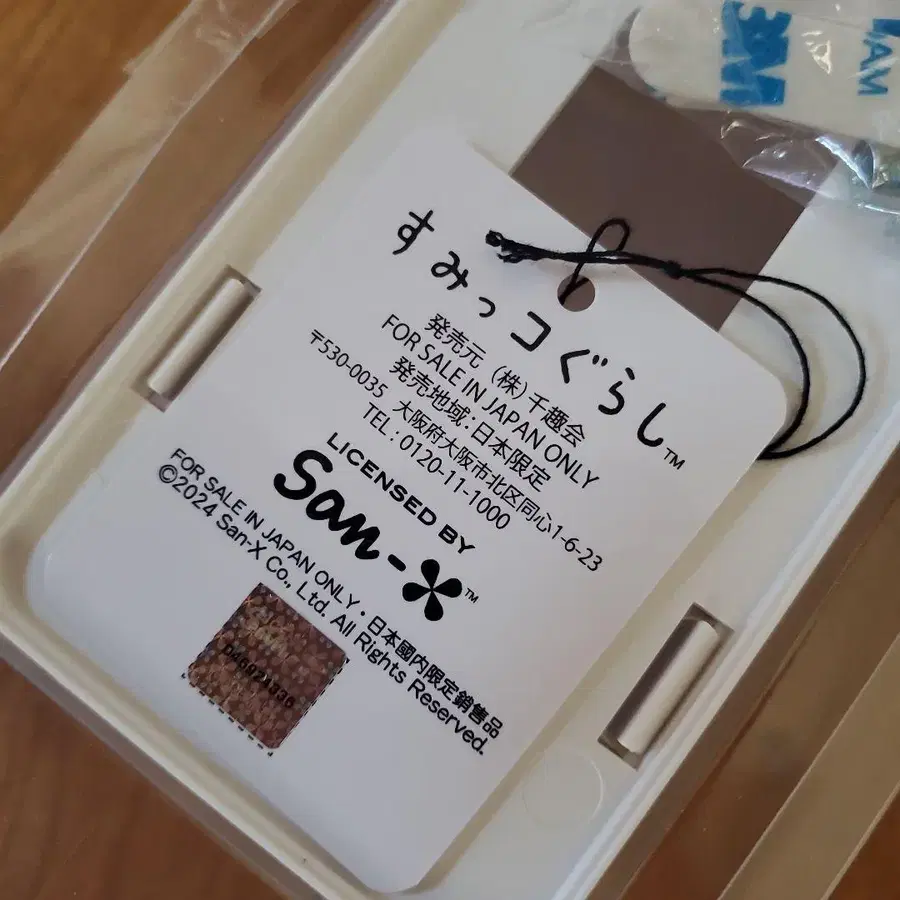 3M
すみっコぐらし™
発売元 (株)千趣会
FOR SALE IN JAPAN ONLY
発売地域:日本限定
〒530-0035 大阪府大阪市北区同心1-6-23
TEL:0120-11-1000
LICENSED BY
San-X™
FOR SALE IN JAPAN ONLY・日本國内限定銷售品
©2024 San-X Co., Ltd. All Rights Reserved.